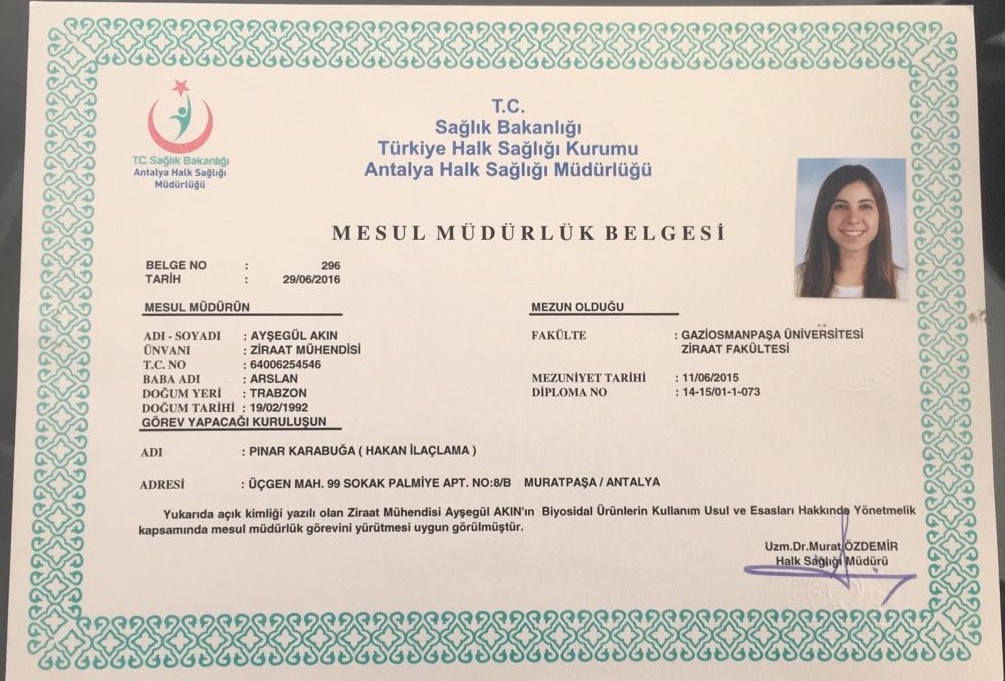 T.C. Sağlık Bakanlığı
Antalya Halk Sağlığı
Müdürlüğü
T.C.
Sağlık Bakanlığı
Türkiye Halk Sağlığı Kurumu
Antalya Halk Sağlığı Müdürlüğü
MESUL MÜDÜRLÜK BELGESİ
BELGE NO : 296
TARİH : 29/06/2016
MESUL MÜDÜRÜN
ADI - SOYADI : AYŞEGÜL AKIN
ÜNVANI : ZİRAAT MÜHENDİSİ
T.C. NO : 64006254546
BABA ADI : ARSLAN
DOĞUM YERİ : TRABZON
DOĞUM TARİHİ : 19/02/1992
MEZUN OLDUĞU
FAKÜLTE : GAZİOSMANPAŞA ÜNİVERSİTESİ
ZİRAAT FAKÜLTESİ
MEZUNİYET TARİHİ : 11/06/2015
DİPLOMA NO : 14-15/01-1-073
GÖREV YAPACAĞI KURULUŞUN
ADI : PINAR KARABUĞA ( HAKAN İLAÇLAMA )
ADRESİ : ÜÇGEN MAH. 99 SOKAK PALMİYE APT. NO:8/B MURATPAŞA / ANTALYA
Yukarıda açık kimliği yazılı olan Ziraat Mühendisi Ayşegül AKIN'ın Biyosidal Ürünlerin Kullanım Usul ve Esasları Hakkında Yönetmelik
kapsamında mesul müdürlük görevini yürütmesi uygun görülmüştür.
Uzm.Dr.Murat ÖZDEMİR
Halk Sağlığı Müdürü